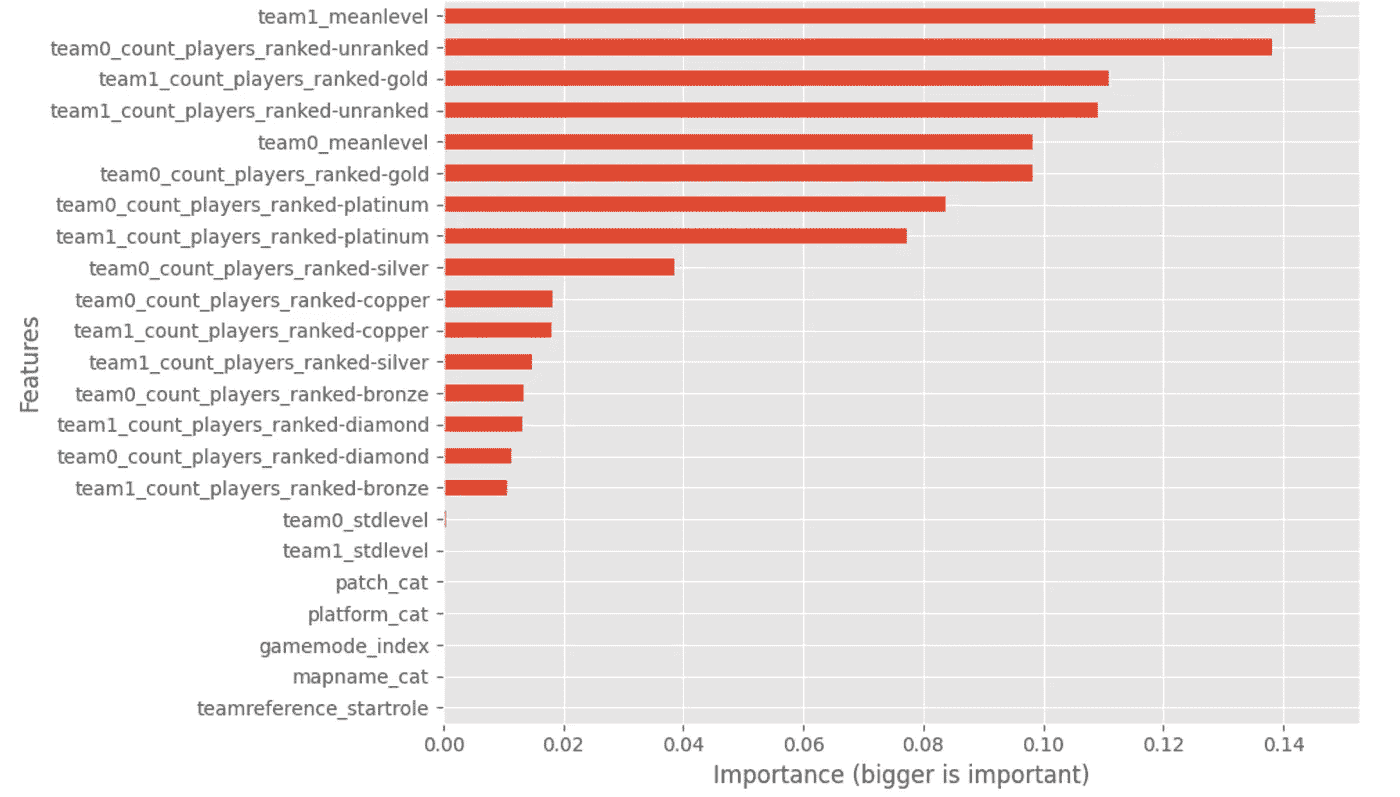 team1_meanlevel
team0_count_players_ranked-unranked
team1_count_players_ranked-gold
team1_count_players_ranked-unranked
team0_meanlevel
team0_count_players_ranked-gold
team0_count_players_ranked-platinum
team1_count_players_ranked-platinum
team0_count_players_ranked-silver
team0_count_players_ranked-copper
team1_count_players_ranked-copper
team1_count_players_ranked-silver
team0_count_players_ranked-bronze
team1_count_players_ranked-diamond
team0_count_players_ranked-diamond
team1_count_players_ranked-bronze
team0_stdlevel
team1_stdlevel
patch_cat
platform_cat
gamemode_index
mapname_cat
teamreference_startrole
Features
0.00 0.02 0.04 0.06 0.08 0.10 0.12 0.14
Importance (bigger is important)